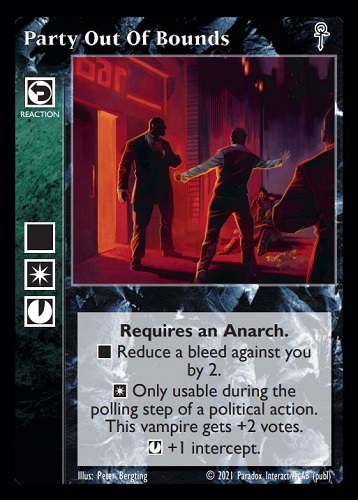 Party Out Of Bounds
REACTION
Bar
Requires an Anarch.
Reduce a bleed against you
by 2.
Only usable during the
polling step of a political action.
This vampire gets +2 votes.
+1 intercept.
Illus: Peter Bergting © 2021 Paradox Interactive AB (publ)